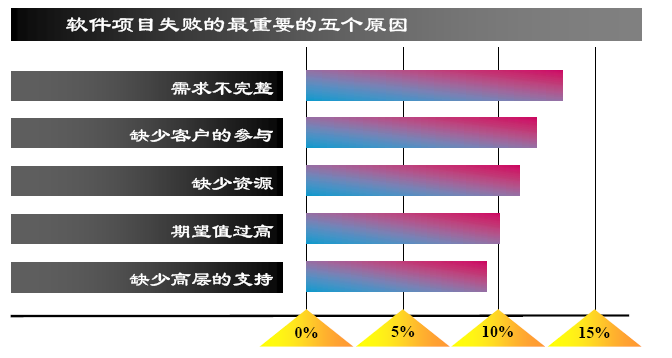 软件项目失败的最重要的五个原因
需求不完整
缺少客户的参与
缺少资源
期望值过高
缺少高层的支持
0% 5% 10% 15%